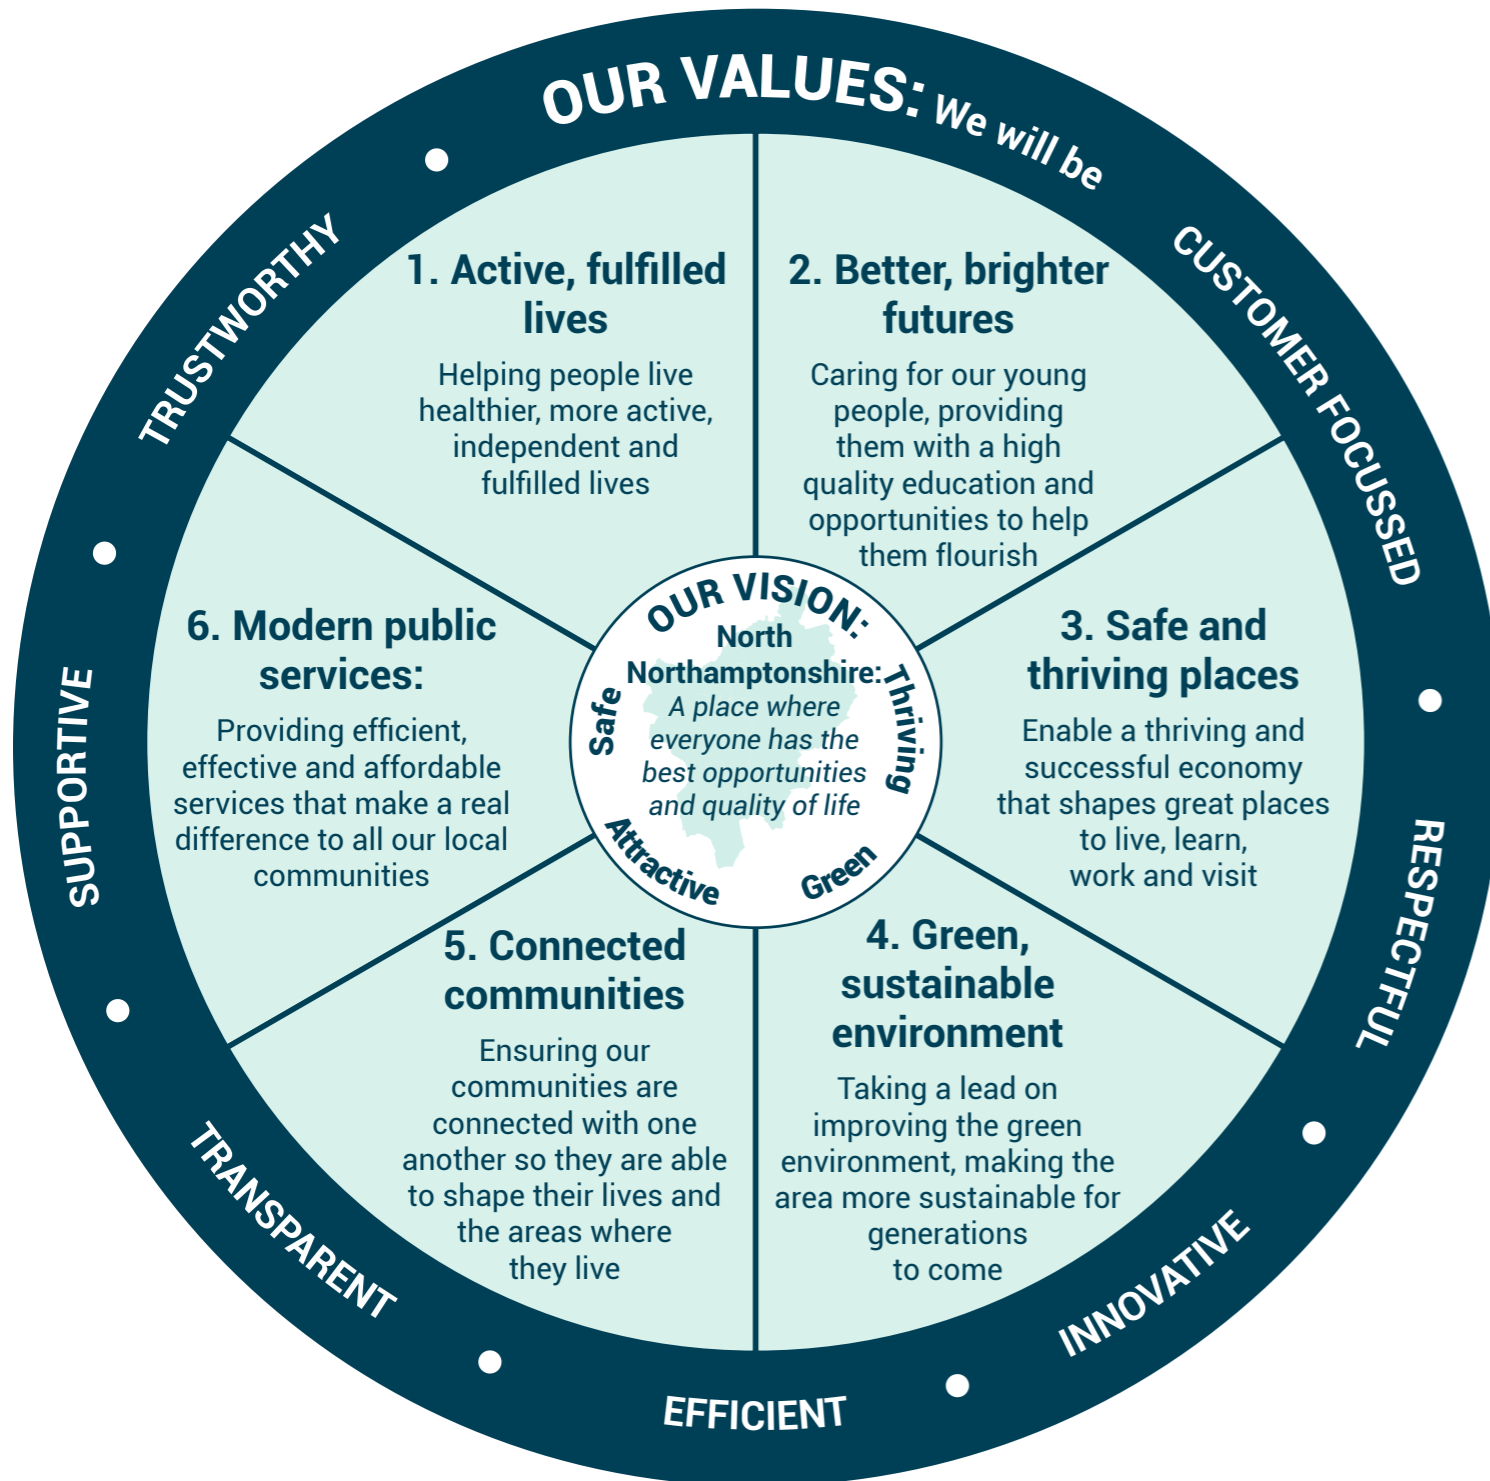 OUR VALUES: We will be
CUSTOMER FOCUSSED
RESPECTFUL
INNOVATIVE
EFFICIENT
TRANSPARENT
SUPPORTIVE
TRUSTWORTHY
1. Active, fulfilled
lives
Helping people live
healthier, more active,
independent and
fulfilled lives
2. Better, brighter
futures
Caring for our young
people, providing
them with a high
quality education and
opportunities to help
them flourish
3. Safe and
thriving places
Enable a thriving and
successful economy
that shapes great places
to live, learn,
work and visit
4. Green,
sustainable
environment
Taking a lead on
improving the green
environment, making the
area more sustainable for
generations
to come
5. Connected
communities
Ensuring our
communities are
connected with one
another so they are able
to shape their lives and
the areas where
they live
6. Modern public
services:
Providing efficient,
effective and affordable
services that make a real
difference to all our local
communities
OUR VISION:
North
Northamptonshire:
A place where
everyone has the
best opportunities
and quality of life
Safe
Thriving
Green
Attractive